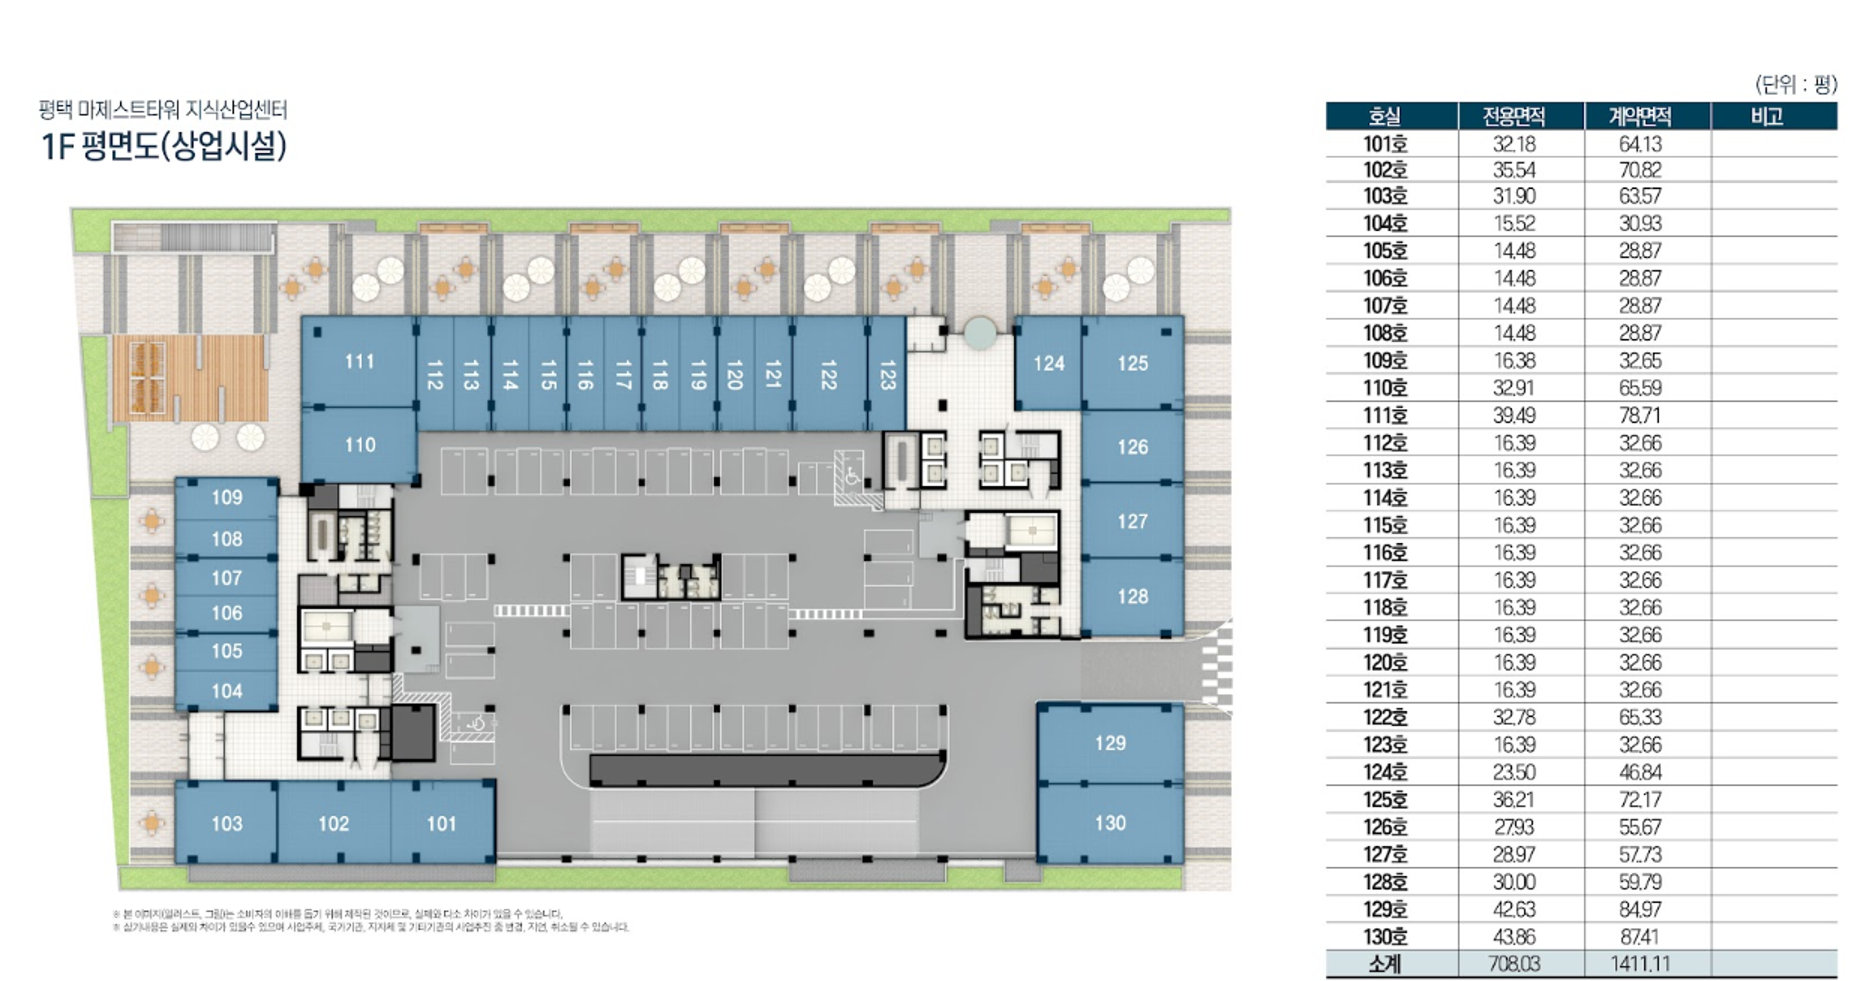 평택 마제스트타워 지식산업센터
1F 평면도(상업시설)
111
112
113
114
115
116
117
118
119
120
121
122
123
124
125
110
126
109
127
108
107
128
106
105
104
129
103
102
101
130
※ 본 이미지(일러스트, 그림)는 소비자의 이해를 돕기 위해 제작된 것이므로, 실제와 다소 차이가 있을 수 있습니다.
※ 상기내용은 실제와 차이가 있을수 있으며 사업주체, 국가기관, 지자체 및 기타기관의 사업추진 중 변경, 지연, 취소될 수 있습니다.
(단위 : 평)
호실 전용면적 계약면적 비고
101호 32.18 64.13
102호 35.54 70.82
103호 31.90 63.57
104호 15.52 30.93
105호 14.48 28.87
106호 14.48 28.87
107호 14.48 28.87
108호 14.48 28.87
109호 16.38 32.65
110호 32.91 65.59
111호 39.49 78.71
112호 16.39 32.66
113호 16.39 32.66
114호 16.39 32.66
115호 16.39 32.66
116호 16.39 32.66
117호 16.39 32.66
118호 16.39 32.66
119호 16.39 32.66
120호 16.39 32.66
121호 16.39 32.66
122호 32.78 65.33
123호 16.39 32.66
124호 23.50 46.84
125호 36.21 72.17
126호 27.93 55.67
127호 28.97 57.73
128호 30.00 59.79
129호 42.63 84.97
130호 43.86 87.41
소계 708.03 1411.11